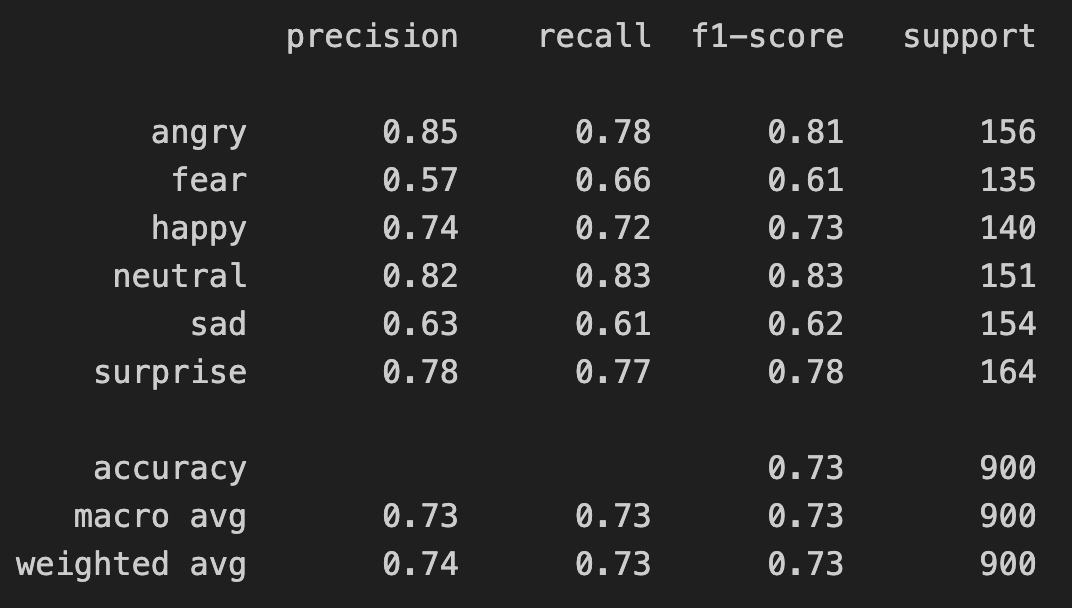 precision recall f1-score support
angry 0.85 0.78 0.81 156
fear 0.57 0.66 0.61 135
happy 0.74 0.72 0.73 140
neutral 0.82 0.83 0.83 151
sad 0.63 0.61 0.62 154
surprise 0.78 0.77 0.78 164
accuracy 0.73 900
macro avg 0.73 0.73 0.73 900
weighted avg 0.74 0.73 0.73 900